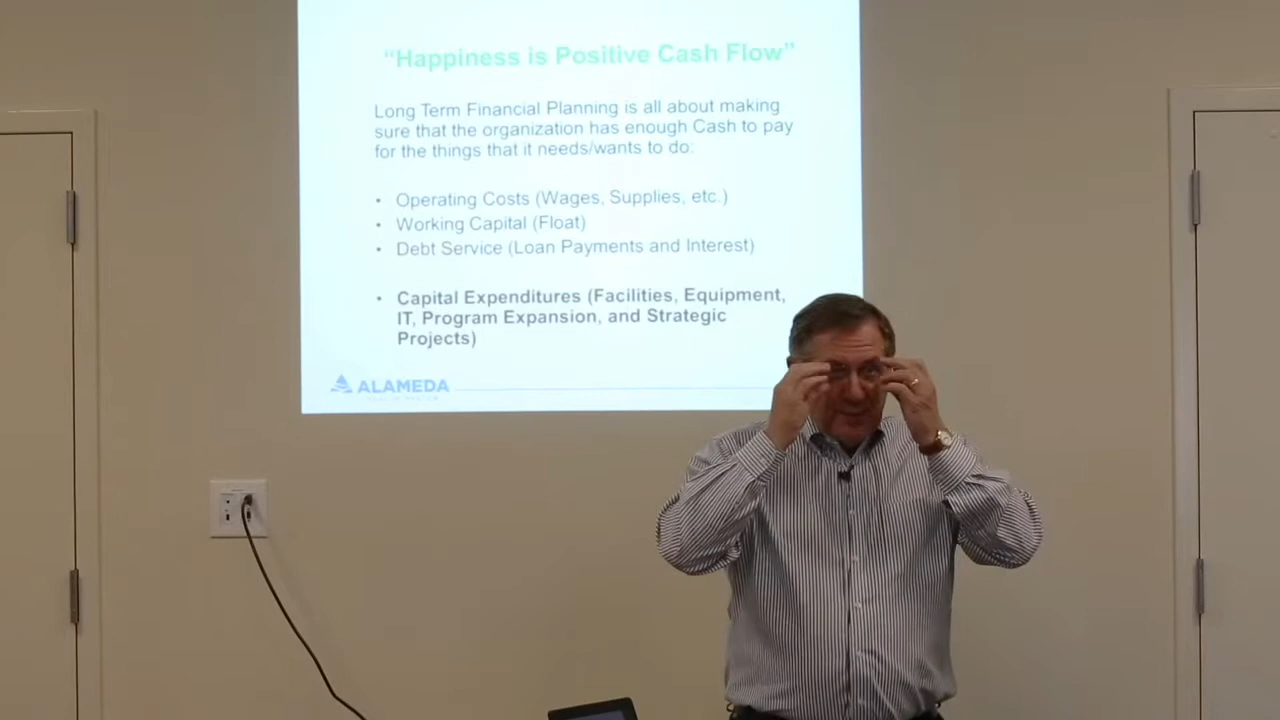 “Happiness is Positive Cash Flow”
Long Term Financial Planning is all about making
sure that the organization has enough Cash to pay
for the things that it needs/wants to do:
• Operating Costs (Wages, Supplies, etc.)
• Working Capital (Float)
• Debt Service (Loan Payments and Interest)
• Capital Expenditures (Facilities, Equipment,
IT, Program Expansion, and Strategic
Projects)
ALAMEDA